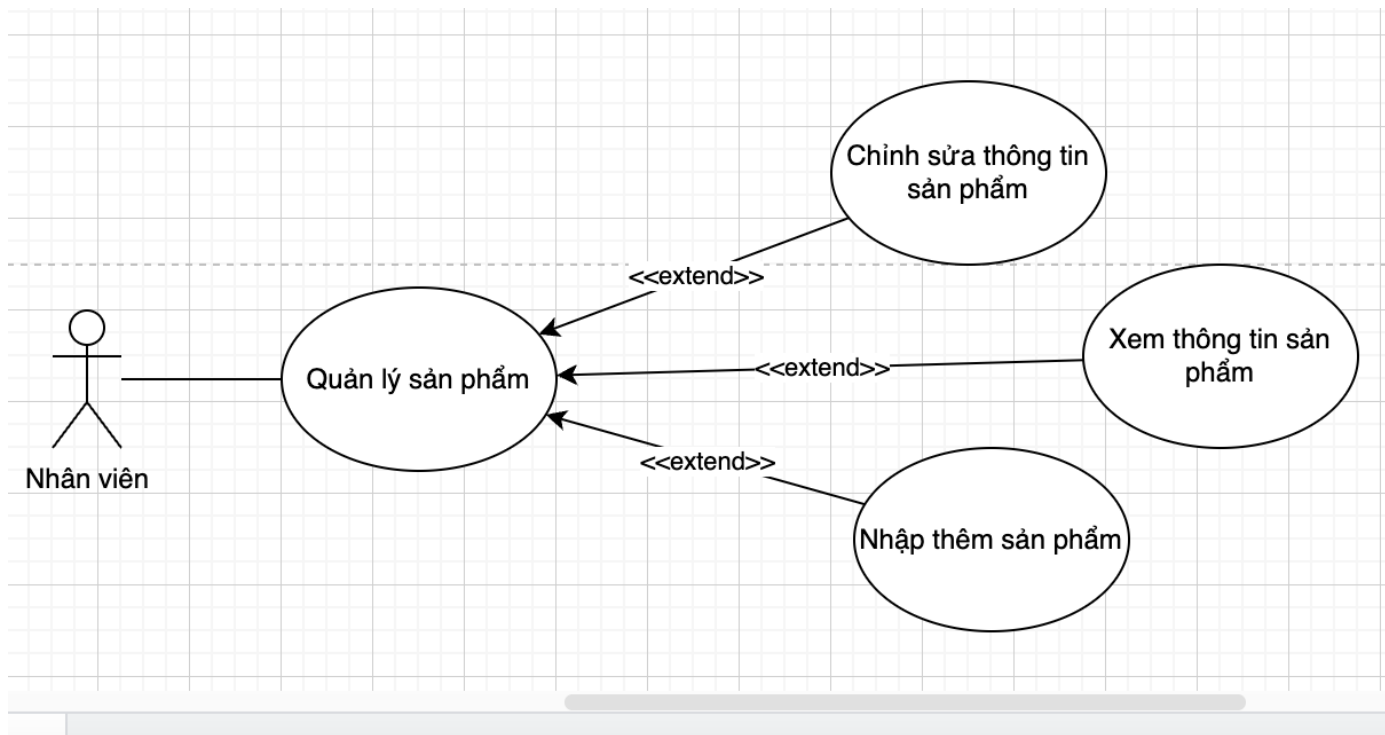 Chỉnh sửa thông tin
sản phẩm
<<extend>>
Xem thông tin sản
phẩm
<<extend>>
Quản lý sản phẩm
<<extend>>
Nhân viên
Nhập thêm sản phẩm